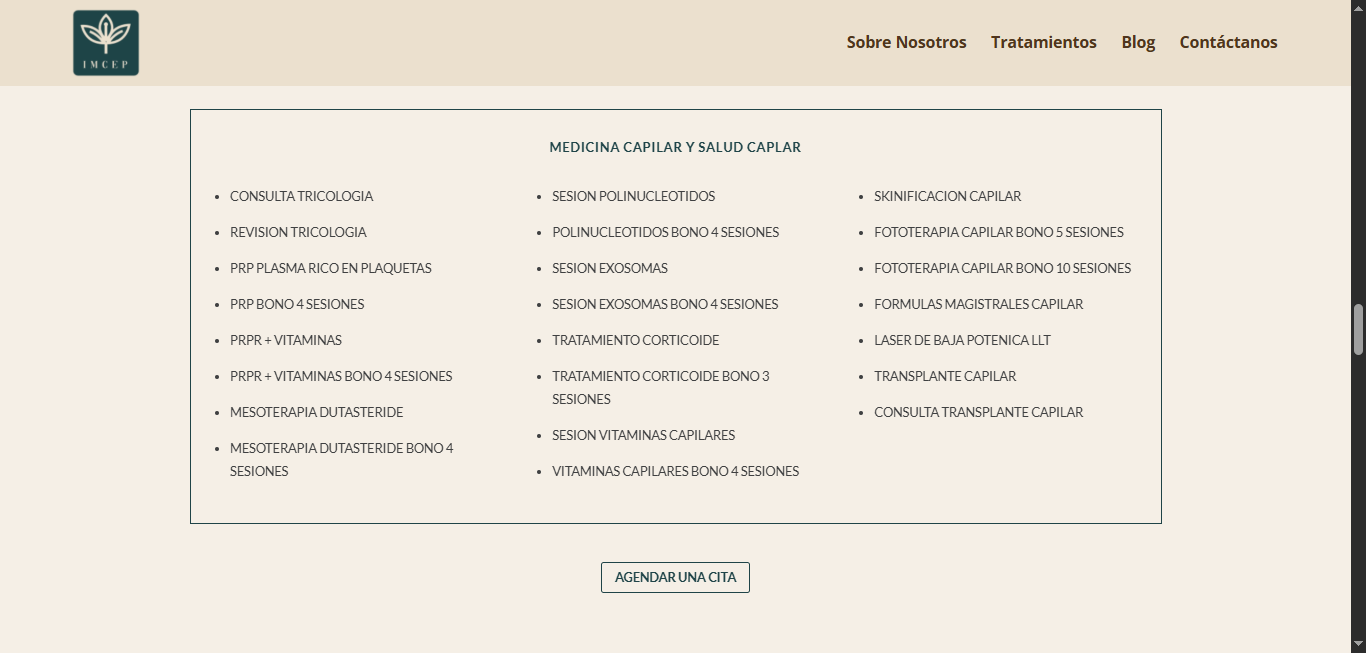 IMCEP
Sobre Nosotros Tratamientos Blog Contáctanos
MEDICINA CAPILAR Y SALUD CAPLAR
CONSULTA TRICOLOGIA
REVISION TRICOLOGIA
PRP PLASMA RICO EN PLAQUETAS
PRP BONO 4 SESIONES
PRPR + VITAMINAS
PRPR + VITAMINAS BONO 4 SESIONES
MESOTERAPIA DUTASTERIDE
MESOTERAPIA DUTASTERIDE BONO 4
SESIONES
SESION POLINUCLEOTIDOS
POLINUCLEOTIDOS BONO 4 SESIONES
SESION EXOSOMAS
SESION EXOSOMAS BONO 4 SESIONES
TRATAMIENTO CORTICOIDE
TRATAMIENTO CORTICOIDE BONO 3
SESIONES
SESION VITAMINAS CAPILARES
VITAMINAS CAPILARES BONO 4 SESIONES
SKINIFICACION CAPILAR
FOTOTERAPIA CAPILAR BONO 5 SESIONES
FOTOTERAPIA CAPILAR BONO 10 SESIONES
FORMULAS MAGISTRALES CAPILAR
LASER DE BAJA POTENICA LLT
TRANSPLANTE CAPILAR
CONSULTA TRANSPLANTE CAPILAR
AGENDAR UNA CITA